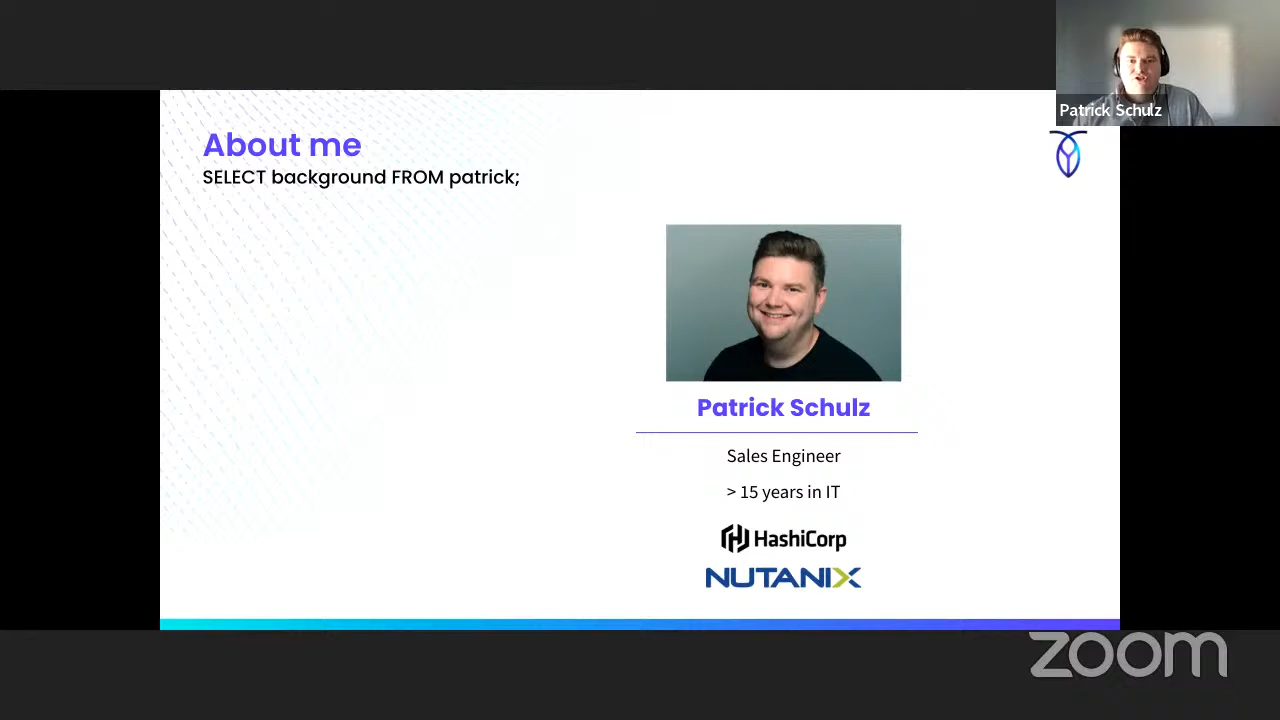 Patrick Schulz
About me
SELECT background FROM patrick;
Patrick Schulz
Sales Engineer
> 15 years in IT
HashiCorp
NUTANIX
zoom